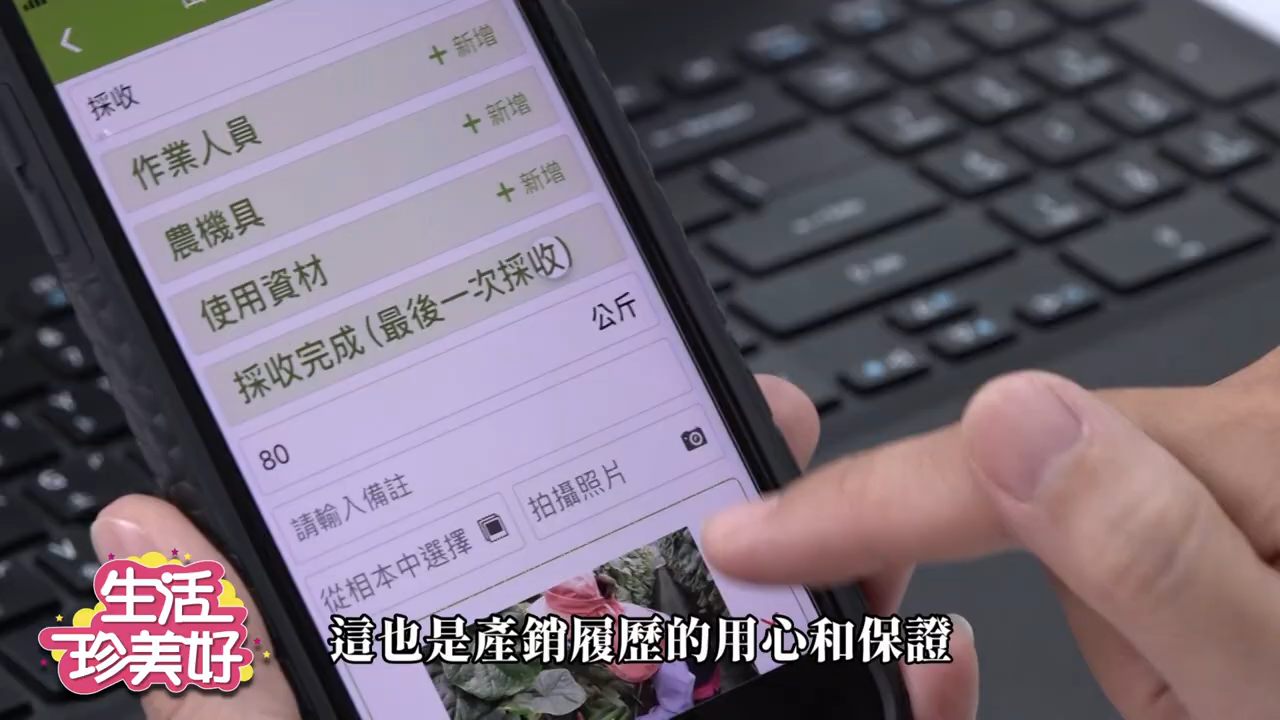 採收
作業人員
+ 新增
農機具
+ 新增
使用資材
+ 新增
採收完成(最後一次採收)
公斤
80
請輸入備註
從相本中選擇
拍攝照片
生活
珍美好
這也是產銷履歷的用心和保證